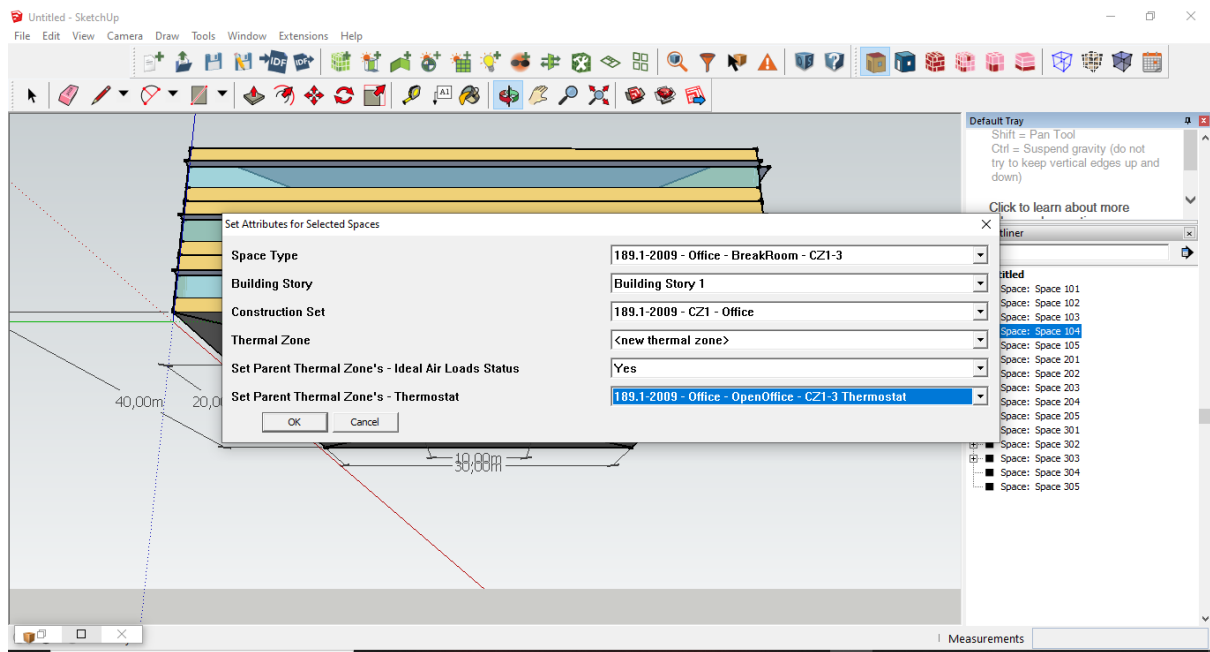 Untitled - SketchUp
File Edit View Camera Draw Tools Window Extensions Help
IDF IDF
A1
Default Tray
Shift = Pan Tool
Ctrl = Suspend gravity (do not
try to keep vertical edges up and
down)
Click to learn about more
Set Attributes for Selected Spaces
Space Type 189.1-2009 - Office - BreakRoom - CZ1-3
Building Story Building Story 1
Construction Set 189.1-2009 - CZ1 - Office
Thermal Zone <new thermal zone>
Set Parent Thermal Zone's - Ideal Air Loads Status Yes
Set Parent Thermal Zone's - Thermostat 189.1-2009 - Office - OpenOffice - CZ1-3 Thermostat
OK Cancel
tliner
titled
Space: Space 101
Space: Space 102
Space: Space 103
Space: Space 104
Space: Space 105
Space: Space 201
Space: Space 202
Space: Space 203
Space: Space 204
Space: Space 205
Space: Space 301
Space: Space 302
Space: Space 303
Space: Space 304
Space: Space 305
40,00m 20,0
Measurements